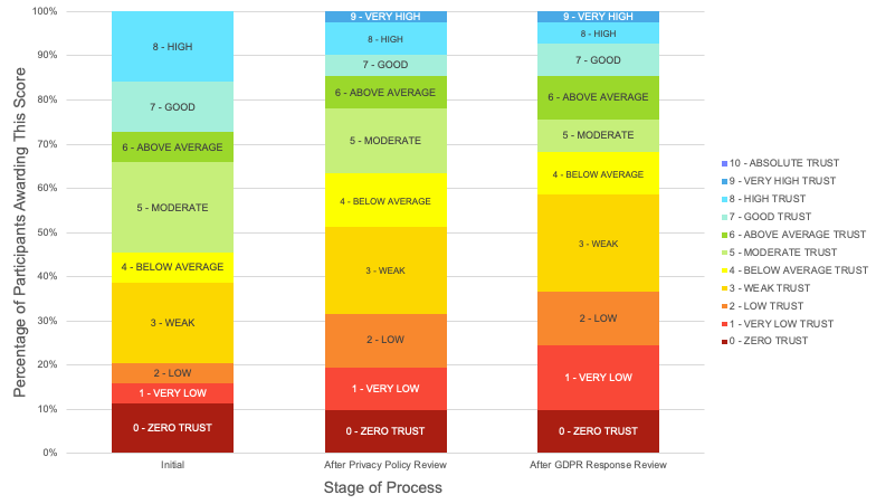 Percentage of Participants Awarding This Score
100%
90%
80%
70%
60%
50%
40%
30%
20%
10%
0%
8 - HIGH
7 - GOOD
6 - ABOVE AVERAGE
5 - MODERATE
4 - BELOW AVERAGE
3 - WEAK
2 - LOW
1 - VERY LOW
0 - ZERO TRUST
9 - VERY HIGH
8 - HIGH
7 - GOOD
6 - ABOVE AVERAGE
5 - MODERATE
4 - BELOW AVERAGE
3 - WEAK
2 - LOW
1 - VERY LOW
0 - ZERO TRUST
9 - VERY HIGH
8 - HIGH
7 - GOOD
6 - ABOVE AVERAGE
5 - MODERATE
4 - BELOW AVERAGE
3 - WEAK
2 - LOW
1 - VERY LOW
0 - ZERO TRUST
Initial
After Privacy Policy Review
After GDPR Response Review
Stage of Process
10 - ABSOLUTE TRUST
9 - VERY HIGH TRUST
8 - HIGH TRUST
7 - GOOD TRUST
6 - ABOVE AVERAGE TRUST
5 - MODERATE TRUST
4 - BELOW AVERAGE TRUST
3 - WEAK TRUST
2 - LOW TRUST
1 - VERY LOW TRUST
0 - ZERO TRUST